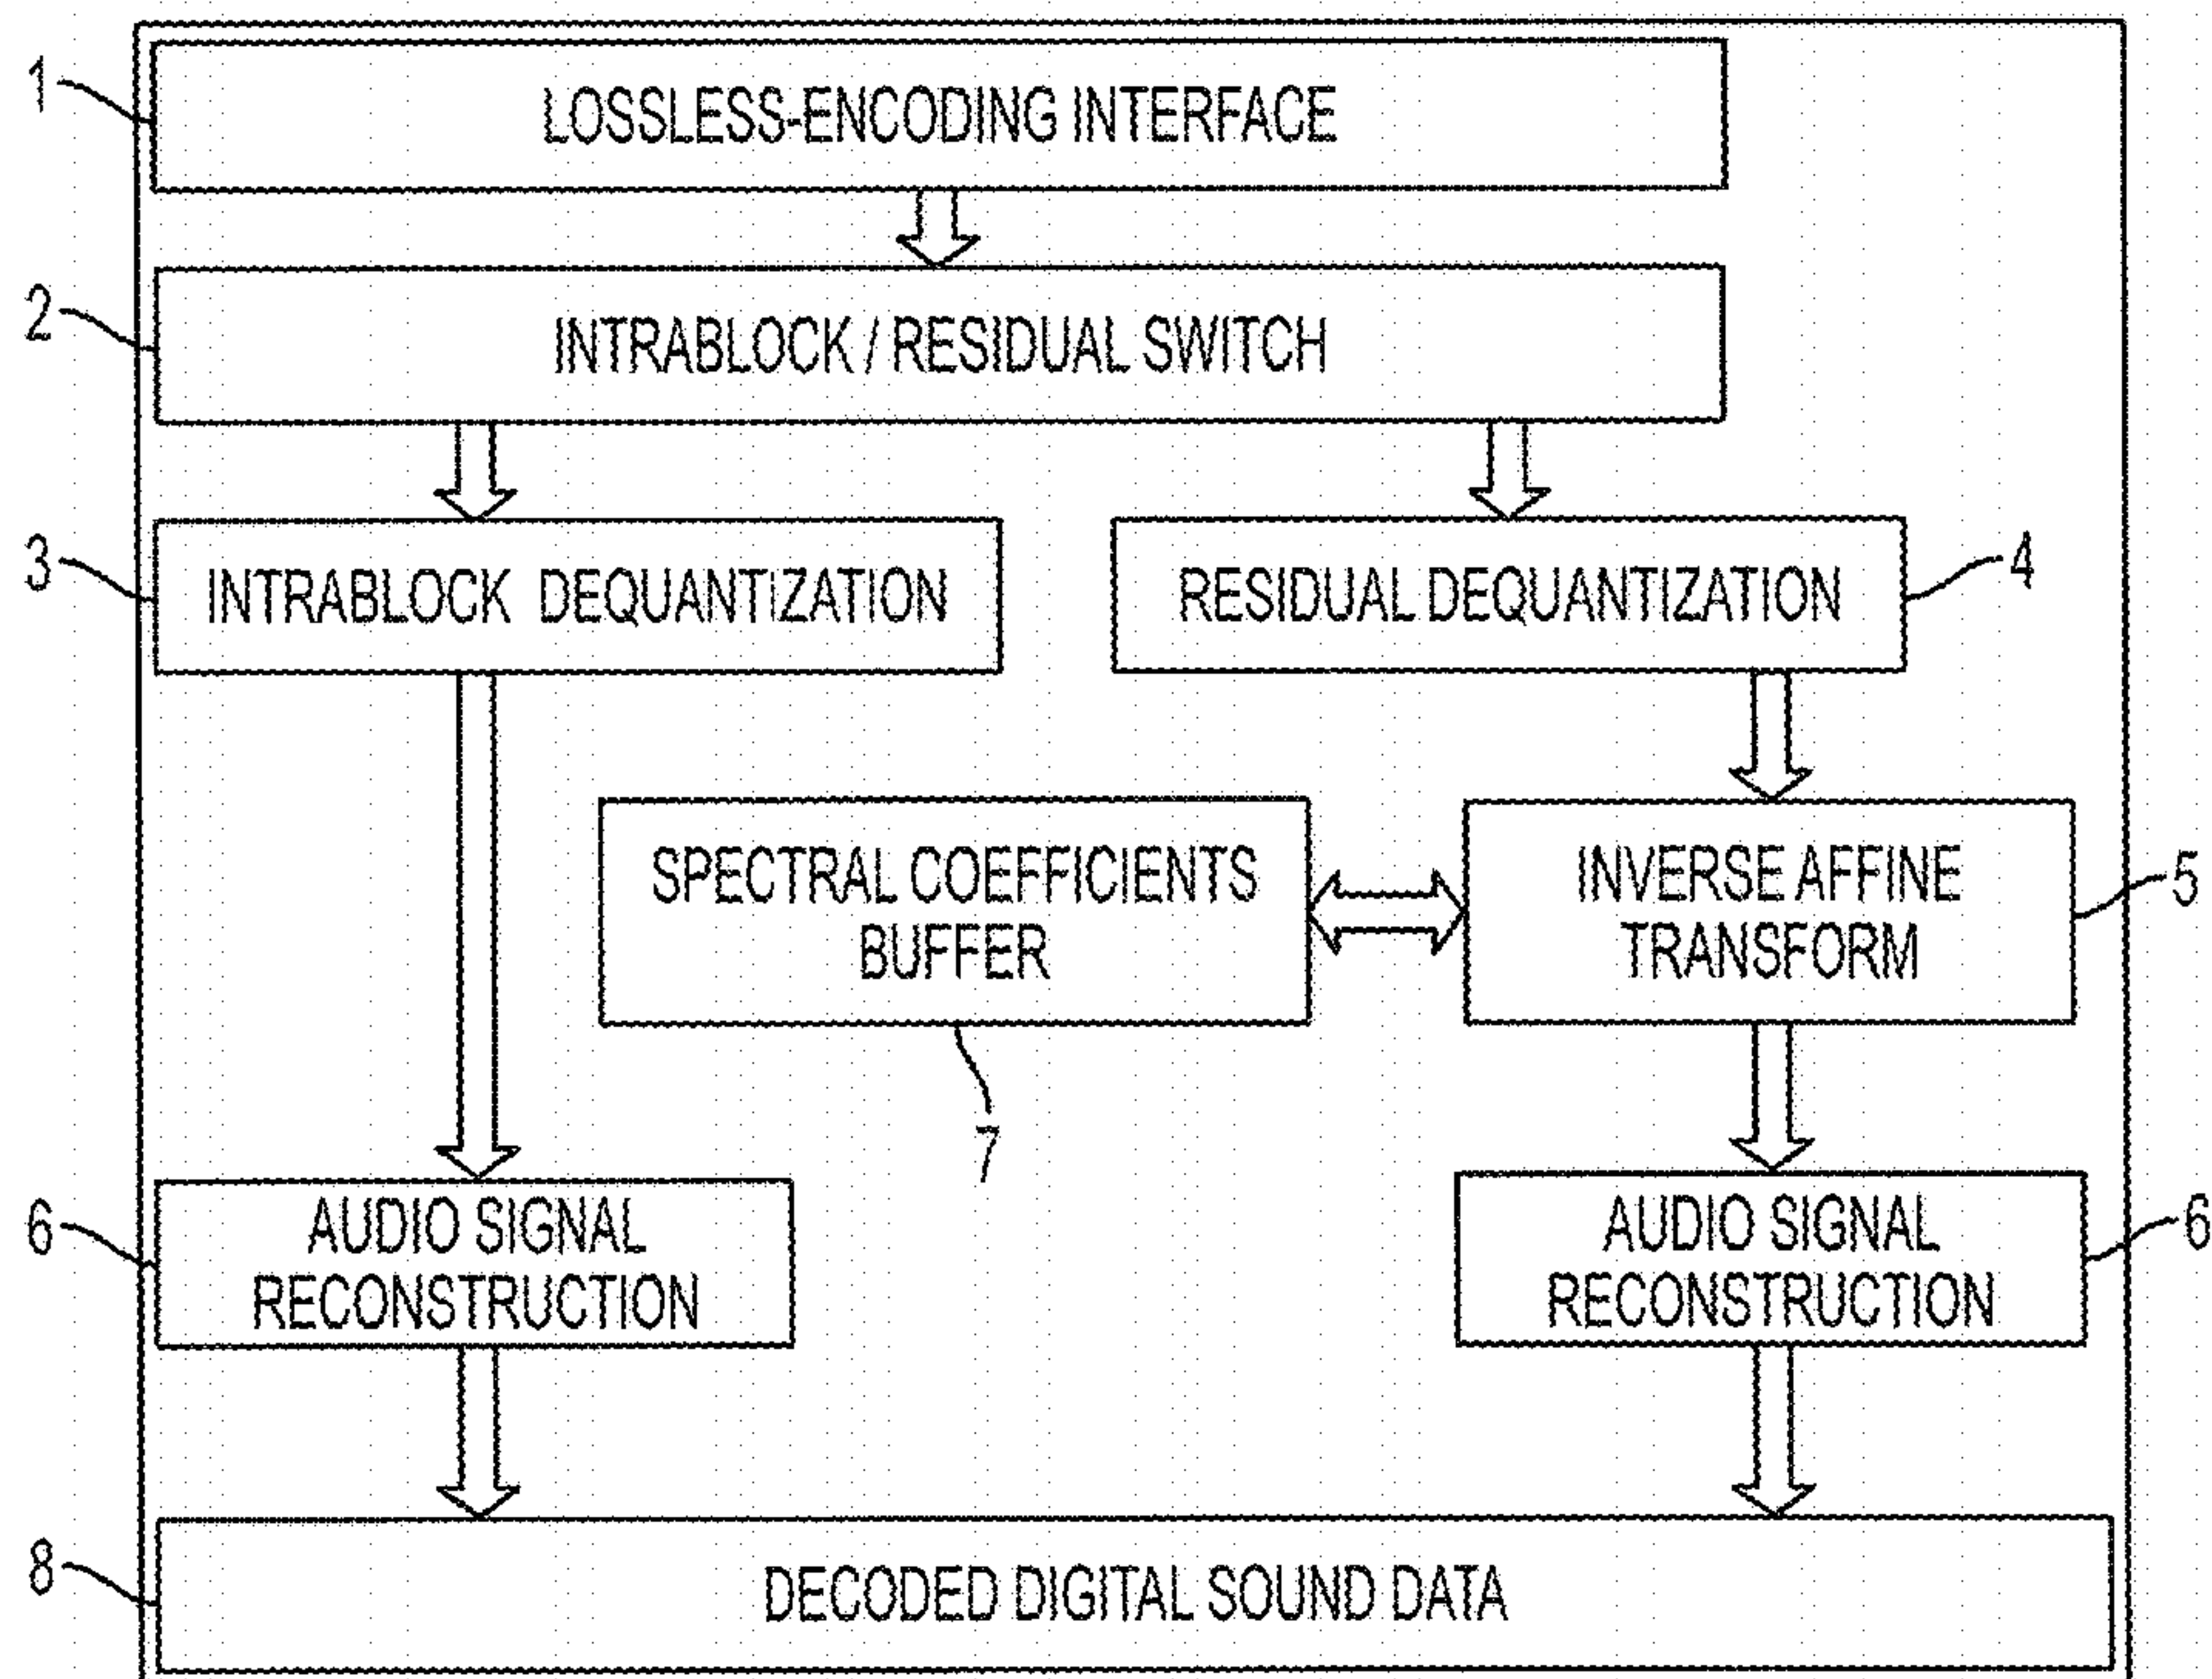 1
LOSSLESS-ENCODING INTERFACE
2
INTRABLOCK / RESIDUAL SWITCH
3
INTRABLOCK DEQUANTIZATION
RESIDUAL DEQUANTIZATION
4
SPECTRAL COEFFICIENTS
BUFFER
7
INVERSE AFFINE
TRANSFORM
5
6
AUDIO SIGNAL
RECONSTRUCTION
AUDIO SIGNAL
RECONSTRUCTION
6
8
DECODED DIGITAL SOUND DATA